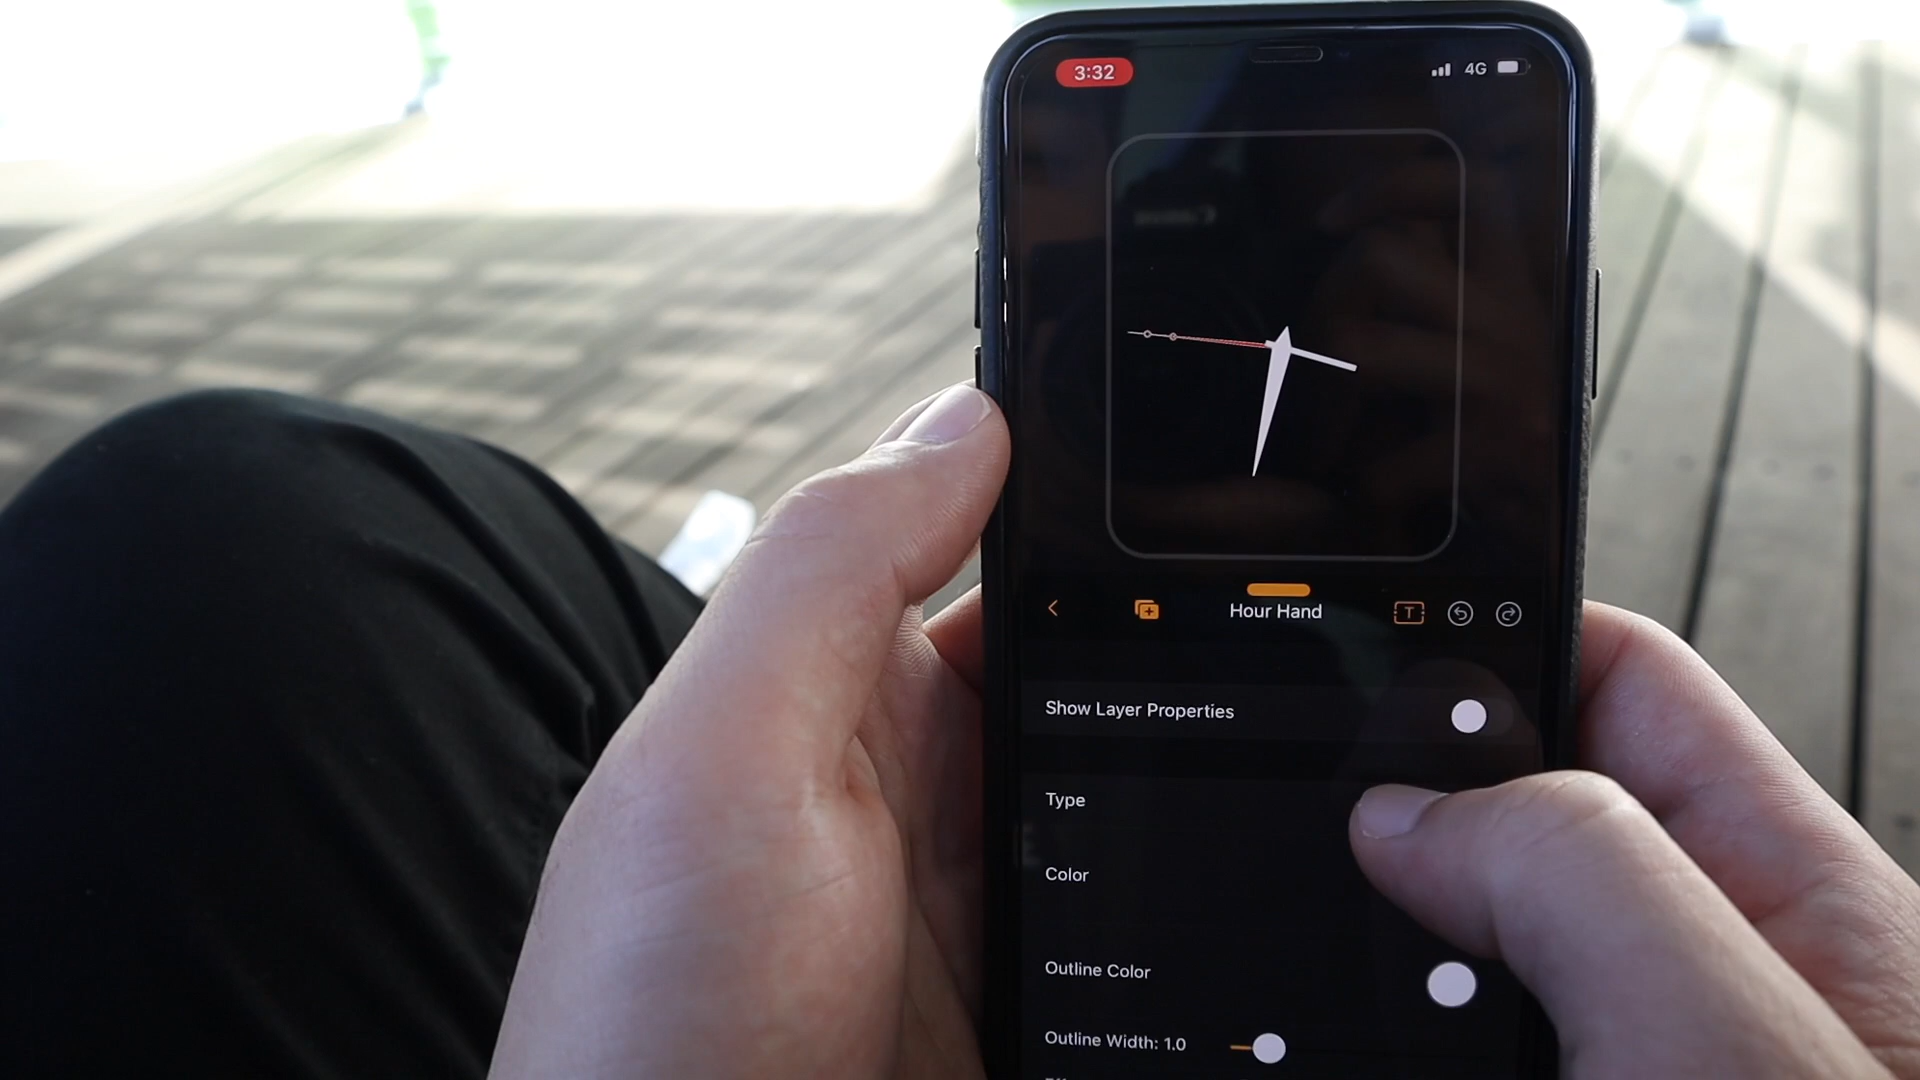 3:32
4G
Hour Hand
T
Show Layer Properties
Type
Color
Outline Color
Outline Width: 1.0